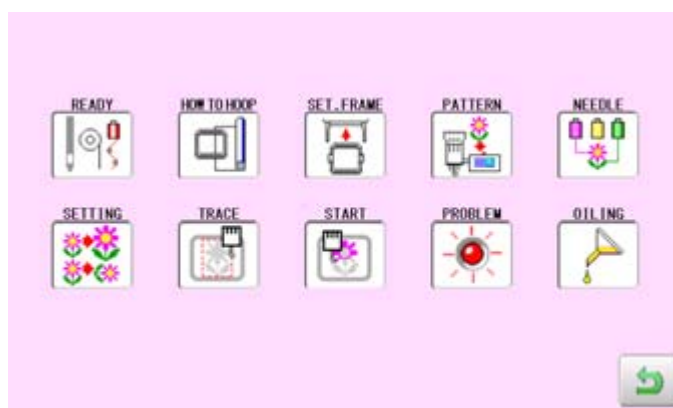 READY HOW TO HOOP SET.FRAME PATTERN NEEDLE
SETTING TRACE START PROBLEM OILING